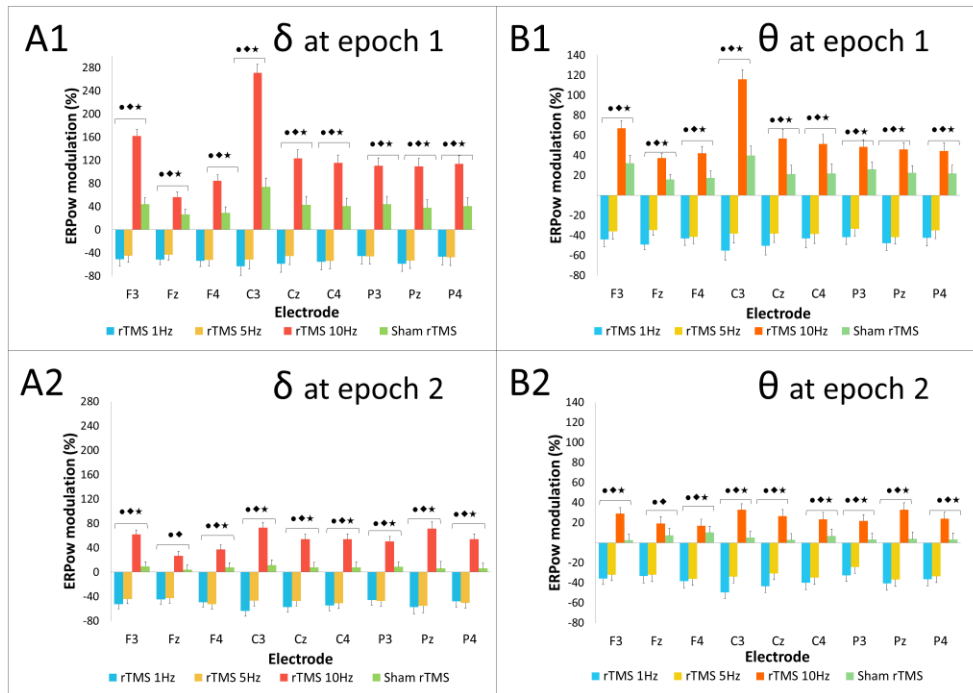 A1
δ at epoch 1
ERPow modulation (%)
280
240
200
160
120
80
40
0
-40
-80
●◆★
●◆★
●◆★
●◆★
●◆★ ●◆★
●◆★ ●◆★ ●◆★
F3 Fz F4 C3 Cz C4 P3 Pz P4
Electrode
rTMS 1Hz rTMS 5Hz rTMS 10Hz Sham rTMS
B1
θ at epoch 1
ERPow modulation (%)
140
120
100
80
60
40
20
-20
-40
-60
-80
●◆★
●◆★
●◆★
●◆★
●◆★ ●◆★
●◆★ ●◆★ ●◆★
F3 Fz F4 C3 Cz C4 P3 Pz P4
Electrode
rTMS 1Hz rTMS 5Hz rTMS 10Hz Sham rTMS
A2
δ at epoch 2
ERPow modulation (%)
280
240
200
160
120
80
40
0
-40
-80
●◆★ ●◆ ●◆★ ●◆★ ●◆★ ●◆★ ●◆★ ●◆★ ●◆★
F3 Fz F4 C3 Cz C4 P3 Pz P4
Electrode
rTMS 1Hz rTMS 5Hz rTMS 10Hz Sham rTMS
B2
θ at epoch 2
ERPow modulation (%)
140
120
100
80
60
40
20
-20
-40
-60
-80
●◆★ ●◆ ●◆★ ●◆★ ●◆★ ●◆★ ●◆★ ●◆★ ●◆★
F3 Fz F4 C3 Cz C4 P3 Pz P4
Electrode
rTMS 1Hz rTMS 5Hz rTMS 10Hz Sham rTMS